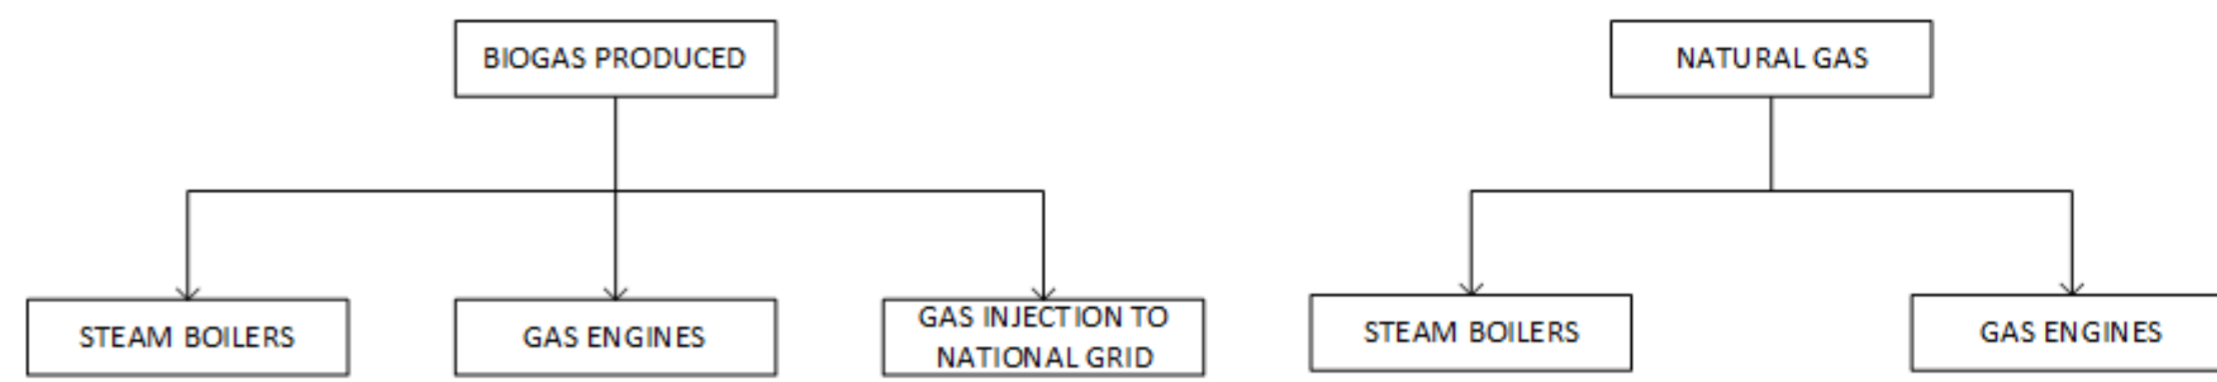 BIOGAS PRODUCED
NATURAL GAS
STEAM BOILERS
GAS ENGINES
GAS INJECTION TO
NATIONAL GRID
STEAM BOILERS
GAS ENGINES